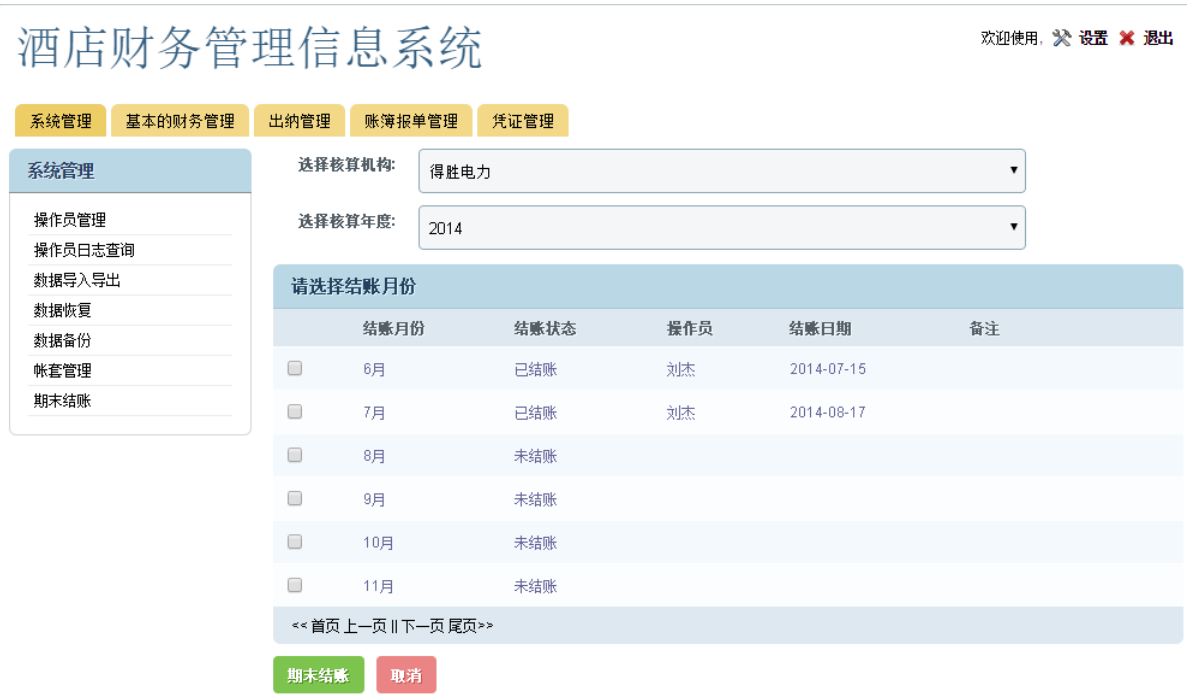 酒店财务管理信息系统
欢迎使用, 设置 退出
系统管理 基本的财务管理 出纳管理 账簿报单管理 凭证管理
系统管理
操作员管理
操作员日志查询
数据导入导出
数据恢复
数据备份
帐套管理
期末结账
选择核算机构: 得胜电力
选择核算年度: 2014
请选择结账月份
结账月份 结账状态 操作员 结账日期 备注
6月 已结账 刘杰 2014-07-15
7月 已结账 刘杰 2014-08-17
8月 未结账
9月 未结账
10月 未结账
11月 未结账
<< 首页 上一页 || 下一页 尾页>>
期末结账 取消